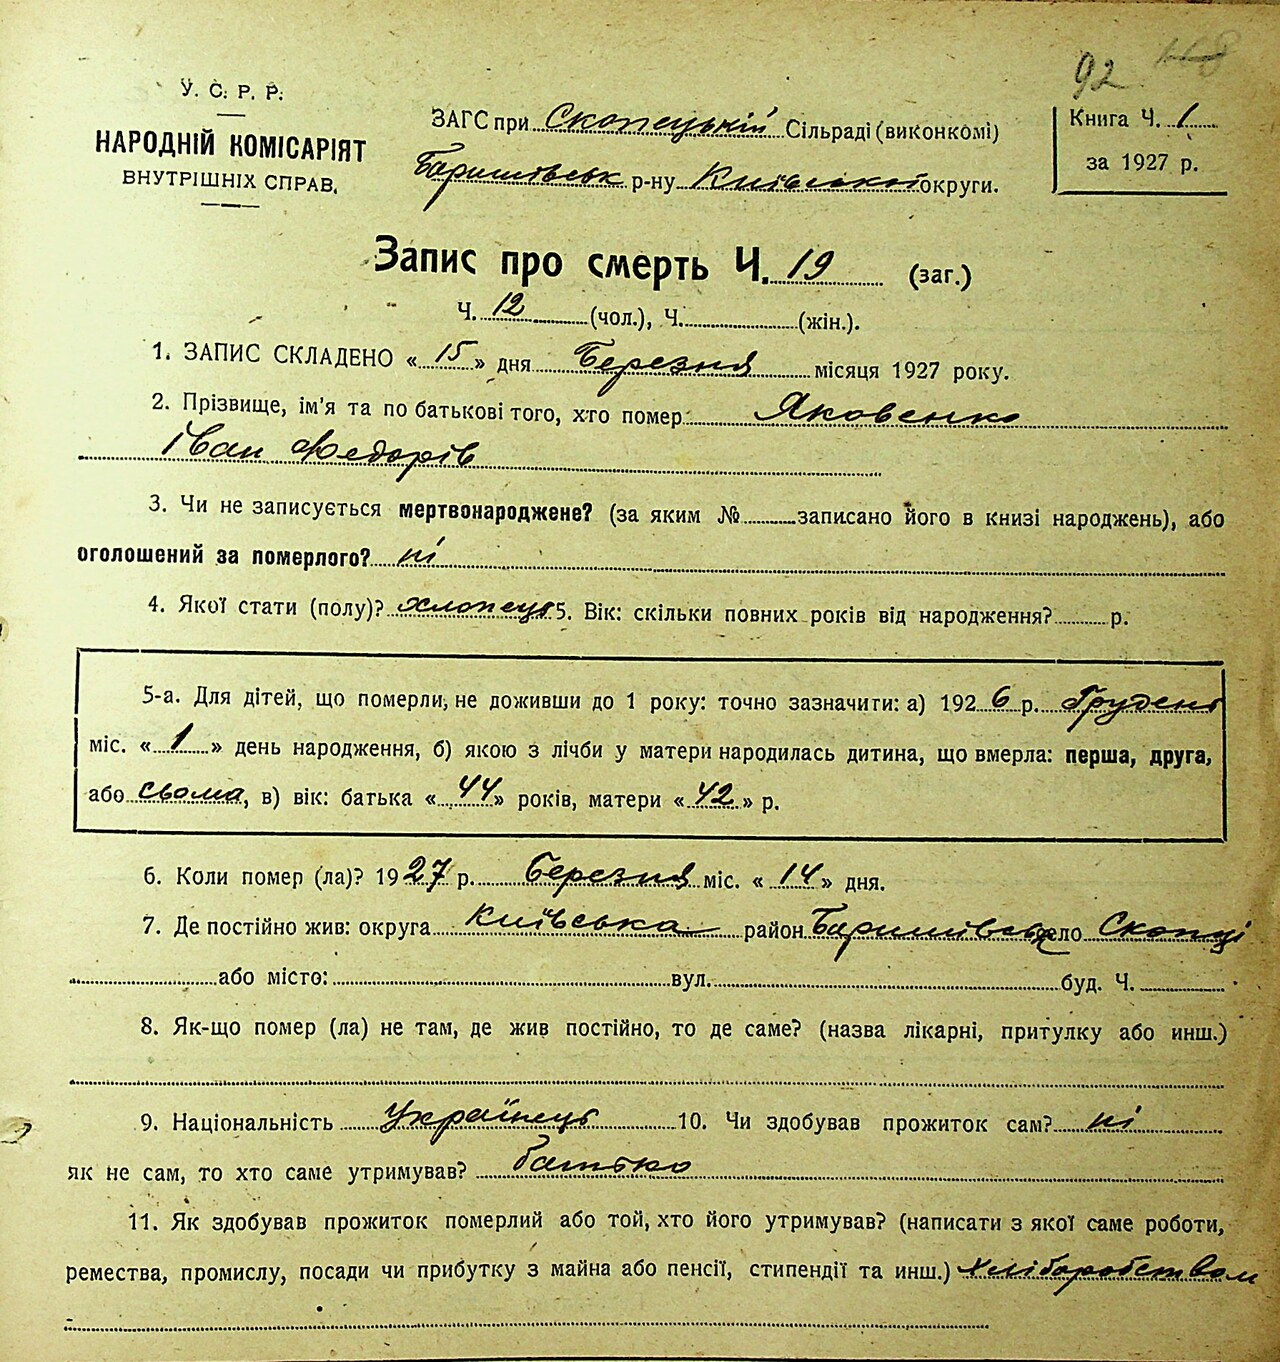 92 118
У. С. Р. Р.
НАРОДНІЙ КОМІСАРІЯТ
ВНУТРІШНІХ СПРАВ.
ЗАГС при Скопецькій Сільраді (виконкомі)
Баришівськ р-ну Київської округи.
Книга Ч. 1
за 1927 р.
Запис про смерть Ч. 19 (заг.)
Ч. 12 (чол.), Ч. (жін.).
1. ЗАПИС СКЛАДЕНО « 15 » дня Березня місяця 1927 року.
2. Прізвище, ім'я та по батькові того, хто помер Яковенко
Іван Федорів
3. Чи не записується мертвонароджене? (за яким № записано його в книзі народжень), або
оголошений за померлого? ні
4. Якої стати (полу)? хлопець 5. Вік: скільки повних років від народження? р.
5-а. Для дітей, що померли, не доживши до 1 року: точно зазначити: а) 1926 р. Грудень
міс. « 1 » день народження, б) якою з лічби у матери народилась дитина, що вмерла: перша, друга,
або сьома, в) вік: батька « 44 » років, матери « 42 » р.
6. Коли помер (ла)? 1927 р. Березня міс. « 14 » дня.
7. Де постійно жив: округа Київська район Баришівськ село Скопці
або місто: вул. буд. Ч.
8. Як-що помер (ла) не там, де жив постійно, то де саме? (назва лікарні, притулку або инш.)
9. Національність Українець 10. Чи здобував прожиток сам? ні
як не сам, то хто саме утримував? батько
11. Як здобував прожиток померлий або той, хто його утримував? (написати з якої саме роботи,
ремества, промислу, посади чи прибутку з майна або пенсії, стипендії та инш.) Хліборобством